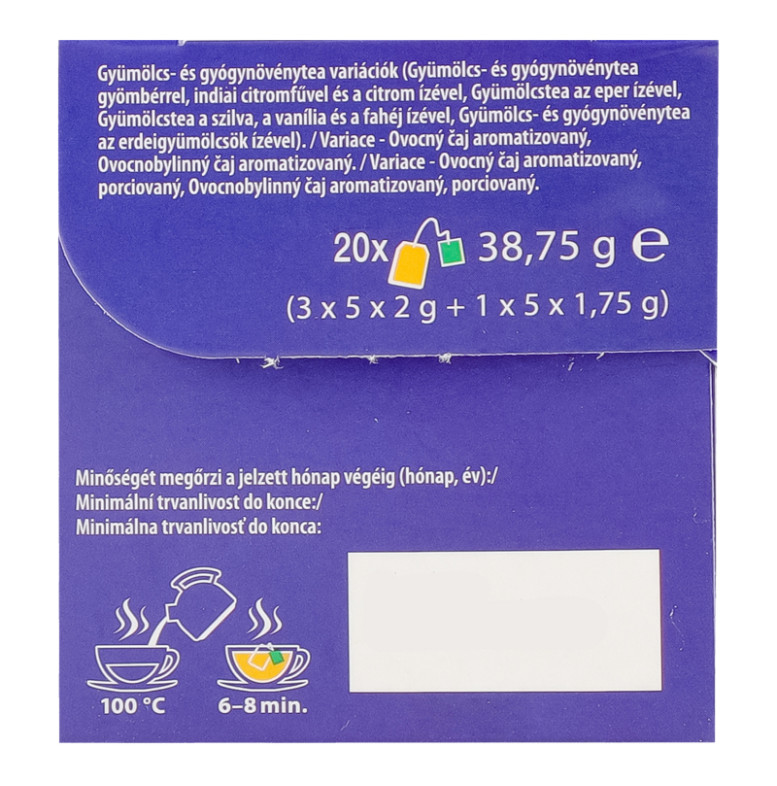 Gyümölcs- és gyógynövénytea variációk (Gyümölcs- és gyógynövénytea
gyömbérrel, indiai citromfűvel és a citrom ízével, Gyümölcstea az eper ízével,
Gyümölcstea a szilva, a vanília és a fahéj ízével, Gyümölcs- és gyógynövénytea
az erdeigyümölcsök ízével). / Variace - Ovocný čaj aromatizovaný,
Ovocnobylinný čaj aromatizovaný. / Variace - Ovocný čaj aromatizovaný,
porciovaný, Ovocnobylinný čaj aromatizovaný, porciovaný.
20x 38,75 g ℮
(3 x 5 x 2 g + 1 x 5 x 1,75 g)
Minőségét megőrzi a jelzett hónap végéig (hónap, év):/
Minimální trvanlivost do konce:/
Minimálna trvanlivosť do konca:
100 °C 6–8 min.